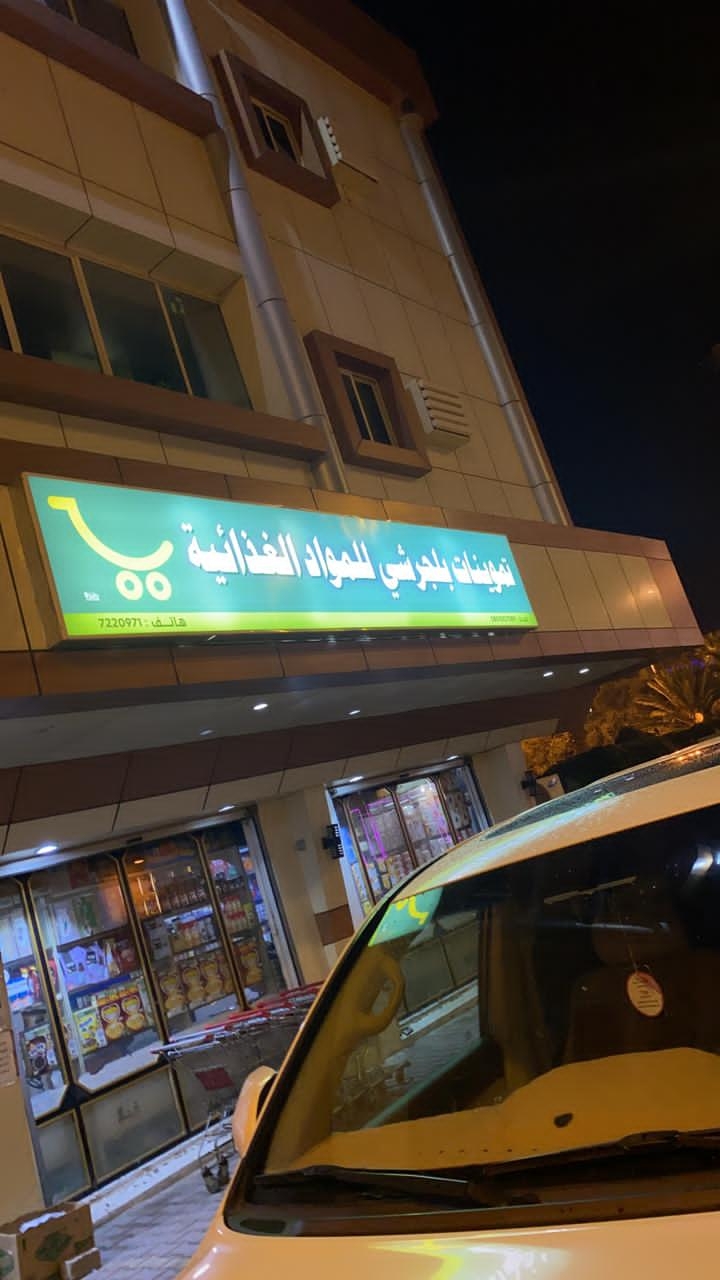 تموينات بلجرشي للمواد الغذائية
هاتف : 7220971